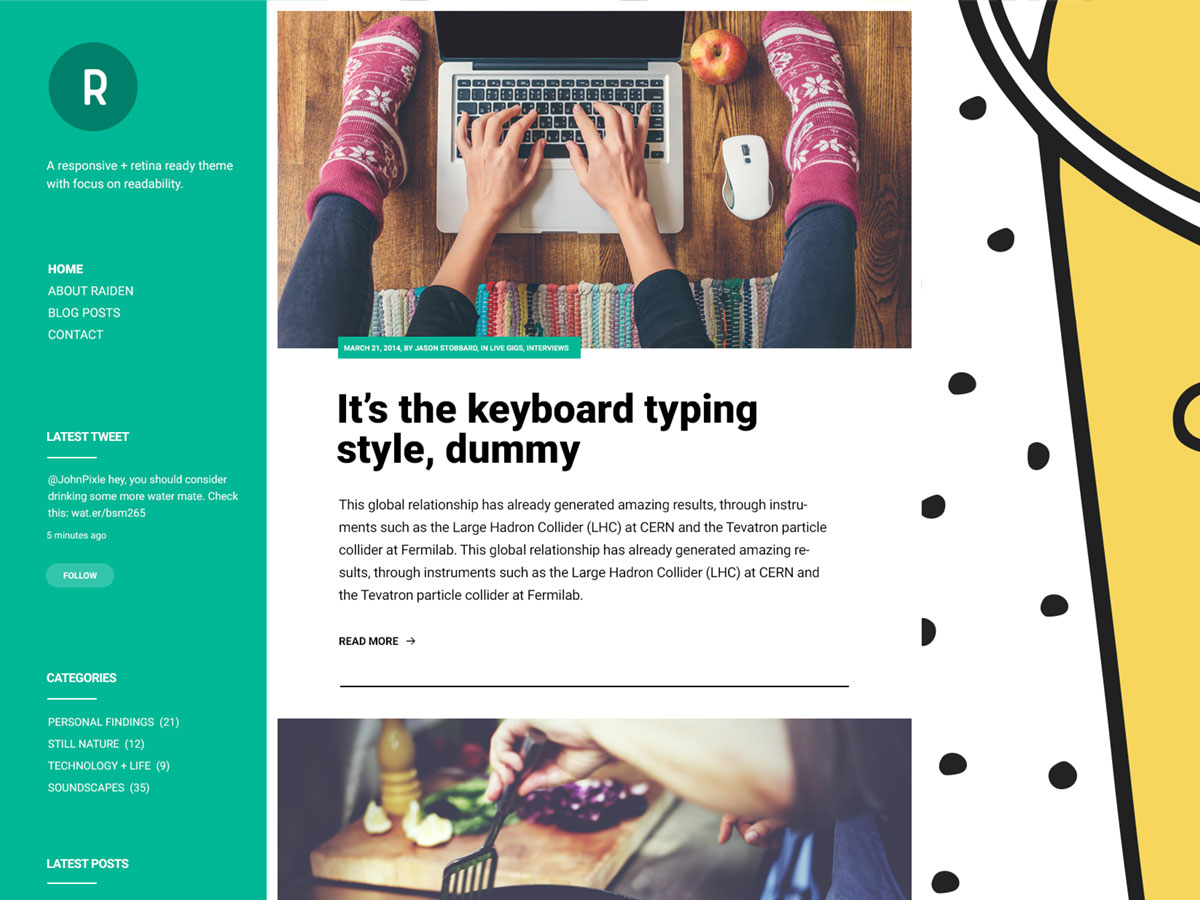 R
A responsive + retina ready theme
with focus on readability.
HOME
ABOUT RAIDEN
BLOG POSTS
CONTACT
LATEST TWEET
@JohnPixle hey, you should consider
drinking some more water mate. Check
this: wat.er/bsm265
5 minutes ago
FOLLOW
CATEGORIES
PERSONAL FINDINGS (21)
STILL NATURE (12)
TECHNOLOGY + LIFE (9)
SOUNDSCAPES (35)
LATEST POSTS
MARCH 21, 2014, BY JASON STOBBARD, IN LIVE GIGS, INTERVIEWS
It’s the keyboard typing
style, dummy
This global relationship has already generated amazing results, through instru-
ments such as the Large Hadron Collider (LHC) at CERN and the Tevatron particle
collider at Fermilab. This global relationship has already generated amazing re-
sults, through instruments such as the Large Hadron Collider (LHC) at CERN and
the Tevatron particle collider at Fermilab.
READ MORE →